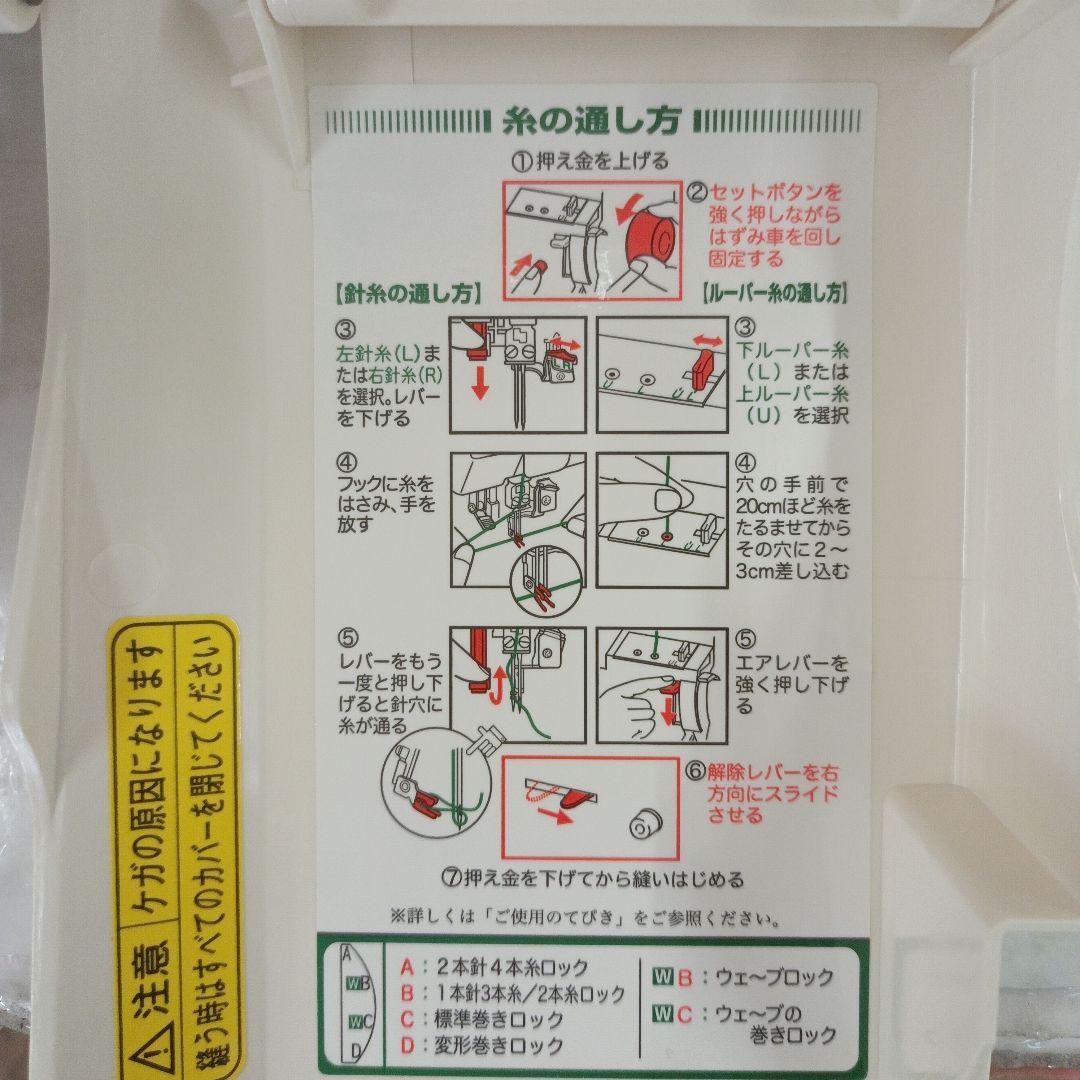 糸の通し方
①押え金を上げる
②セットボタンを
強く押しながら
はずみ車を回し
固定する
【針糸の通し方】
③
左針糸(L)ま
たは右針糸(R)
を選択。レバー
を下げる
④
フックに糸を
はさみ、手を
放す
⑤
レバーをもう
一度と押し下
げると針穴に
糸が通る
【ルーパー糸の通し方】
③
下ルーパー糸
(L)または
上ルーパー糸
(U)を選択
④
穴の手前で
20cmほど糸を
たるませてから
その穴に2～
3cm差し込む
⑤
エアレバーを
強く押し下げ
る
⑥解除レバーを右
方向にスライド
させる
⑦押え金を下げてから縫いはじめる
※詳しくは「ご使用のてびき」をご参照ください。
A
WB
WC
D
A：2本針4本糸ロック
B：1本針3本糸／2本糸ロック
C：標準巻きロック
D：変形巻きロック
W B：ウェ～ブロック
W C：ウェ～ブの
巻きロック
注意 ケガの原因になります
縫う時はすべてのカバーを閉じてください